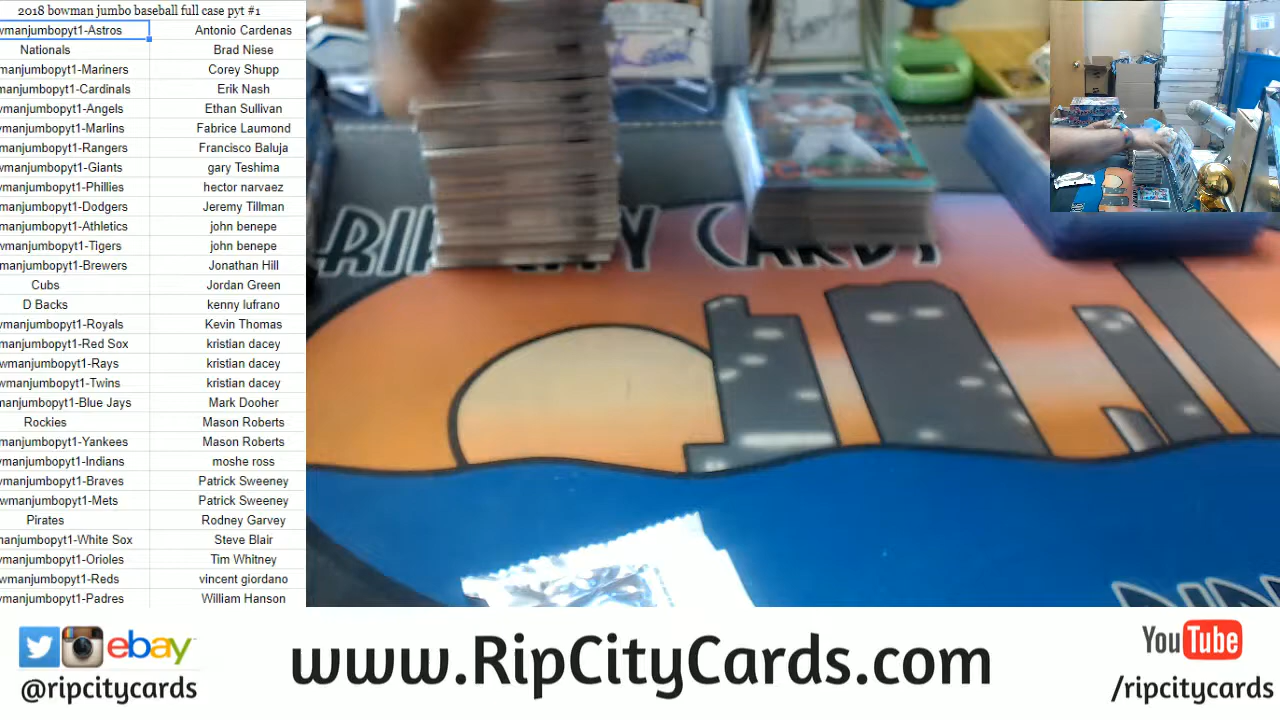 2018 bowman jumbo baseball full case pyt #1
wmanjumbopyt1-Astros Antonio Cardenas
Nationals Brad Niese
manjumbopyt1-Mariners Corey Shupp
manjumbopyt1-Cardinals Erik Nash
wmanjumbopyt1-Angels Ethan Sullivan
wmanjumbopyt1-Marlins Fabrice Laumond
manjumbopyt1-Rangers Francisco Baluja
wmanjumbopyt1-Giants gary Teshima
manjumbopyt1-Phillies hector narvaez
manjumbopyt1-Dodgers Jeremy Tillman
manjumbopyt1-Athletics john benepe
wmanjumbopyt1-Tigers john benepe
manjumbopyt1-Brewers Jonathan Hill
Cubs Jordan Green
D Backs kenny lufrano
wmanjumbopyt1-Royals Kevin Thomas
manjumbopyt1-Red Sox kristian dacey
wmanjumbopyt1-Rays kristian dacey
wmanjumbopyt1-Twins kristian dacey
manjumbopyt1-Blue Jays Mark Dooher
Rockies Mason Roberts
manjumbopyt1-Yankees Mason Roberts
manjumbopyt1-Indians moshe ross
manjumbopyt1-Braves Patrick Sweeney
wmanjumbopyt1-Mets Patrick Sweeney
Pirates Rodney Garvey
manjumbopyt1-White Sox Steve Blair
manjumbopyt1-Orioles Tim Whitney
wmanjumbopyt1-Reds vincent giordano
wmanjumbopyt1-Padres William Hanson
RIP CITY CARDS
ebay
@ripcitycards
www.RipCityCards.com
YouTube
/ripcitycards